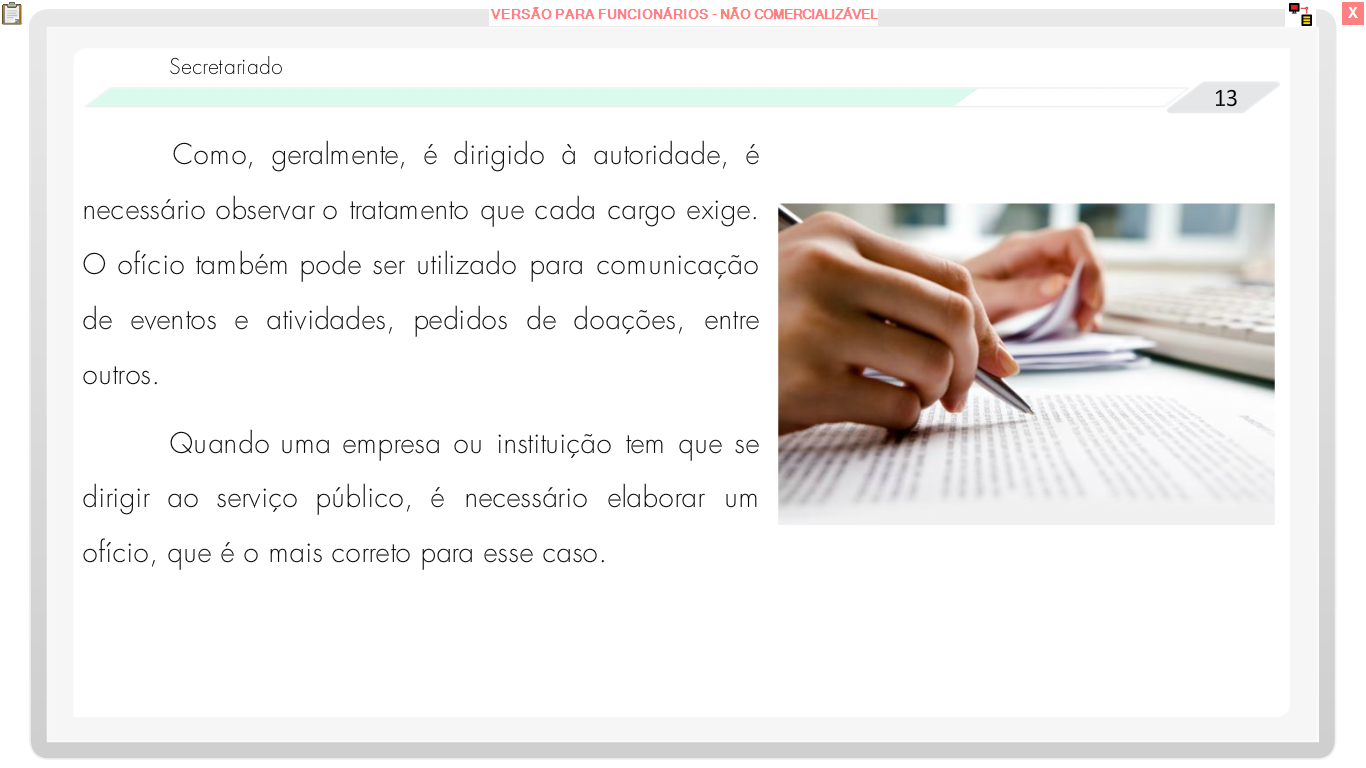 VERSÃO PARA FUNCIONÁRIOS - NÃO COMERCIALIZÁVEL
X
Secretariado
13
Como, geralmente, é dirigido à autoridade, é
necessário observar o tratamento que cada cargo exige.
O ofício também pode ser utilizado para comunicação
de eventos e atividades, pedidos de doações, entre
outros.
Quando uma empresa ou instituição tem que se
dirigir ao serviço público, é necessário elaborar um
ofício, que é o mais correto para esse caso.